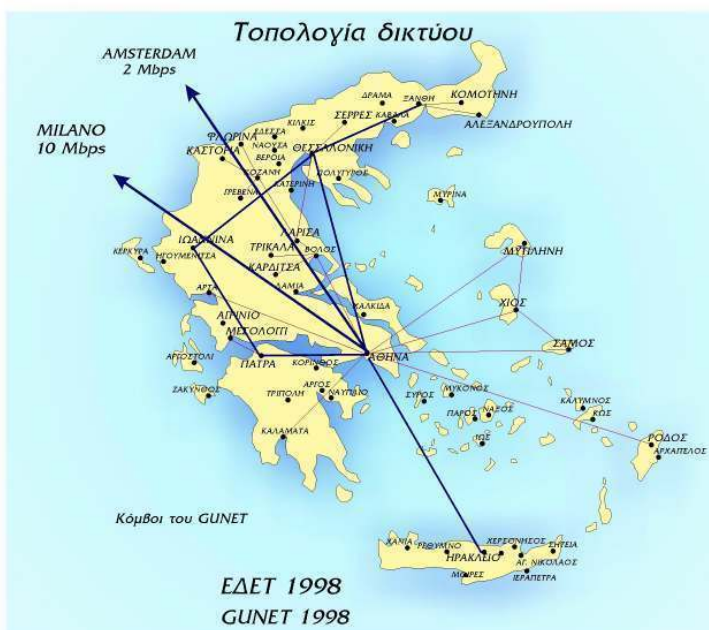 Τοπολογία δικτύου
AMSTERDAM
2 Mbps
MILANO
10 Mbps
ΔΡΑΜΑ
ΞΑΝΘΗ
ΚΟΜΟΤΗΝΗ
ΣΕΡΡΕΣ
ΚΑΒΑΛΑ
ΑΛΕΞΑΝΔΡΟΥΠΟΛΗ
ΚΙΛΚΙΣ
ΕΔΕΣΣΑ
ΦΛΩΡΙΝΑ
ΝΑΟΥΣΑ
ΘΕΣΣΑΛΟΝΙΚΗ
ΚΑΣΤΟΡΙΑ
ΒΕΡΟΙΑ
ΚΟΖΑΝΗ
ΠΟΛΥΓΥΡΟΣ
ΚΑΤΕΡΙΝΗ
ΓΡΕΒΕΝΑ
ΜΥΡΙΝΑ
ΛΑΡΙΣΑ
ΙΩΑΝΝΙΝΑ
ΤΡΙΚΑΛΑ
ΒΟΛΟΣ
ΜΥΤΙΛΗΝΗ
ΚΕΡΚΥΡΑ
ΗΓΟΥΜΕΝΙΤΣΑ
ΚΑΡΔΙΤΣΑ
ΛΑΜΙΑ
ΑΡΤΑ
ΧΑΛΚΙΔΑ
ΧΙΟΣ
ΑΓΡΙΝΙΟ
ΜΕΣΟΛΟΓΓΙ
ΣΑΜΟΣ
ΑΡΓΟΣΤΟΛΙ
ΠΑΤΡΑ
ΑΘΗΝΑ
ΚΟΡΙΝΘΟΣ
ΖΑΚΥΝΘΟΣ
ΑΡΓΟΣ
ΤΡΙΠΟΛΗ
ΝΑΥΠΛΙΟ
ΣΥΡΟΣ
ΜΥΚΟΝΟΣ
ΚΑΛΥΜΝΟΣ
ΠΑΡΟΣ
ΝΑΞΟΣ
ΚΩΣ
ΚΑΛΑΜΑΤΑ
ΙΟΣ
ΡΟΔΟΣ
ΑΡΧΑΠΕΛΟΣ
Κόμβοι του GUNET
ΧΑΝΙΑ
ΡΕΘΥΜΝΟ
ΧΕΡΣΟΝΗΣΟΣ
ΣΗΤΕΙΑ
ΗΡΑΚΛΕΙΟ
ΑΓ. ΝΙΚΟΛΑΟΣ
ΜΟΙΡΕΣ
ΙΕΡΑΠΕΤΡΑ
ΕΔΕΤ 1998
GUNET 1998